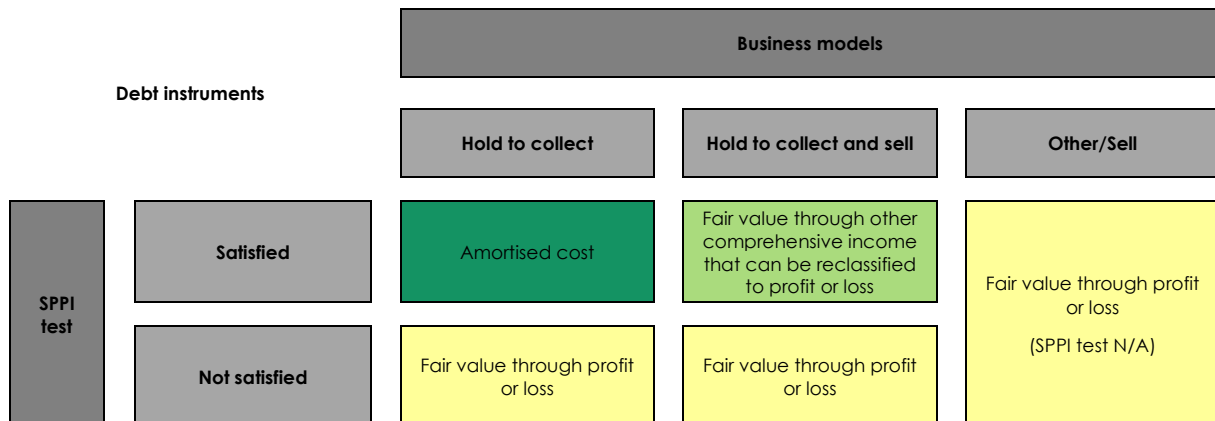 Business models
Debt instruments
Hold to collect
Hold to collect and sell
Other/Sell
SPPI
test
Satisfied
Amortised cost
Fair value through other
comprehensive income
that can be reclassified
to profit or loss
Fair value through profit
or loss
(SPPI test N/A)
Not satisfied
Fair value through profit
or loss
Fair value through profit
or loss